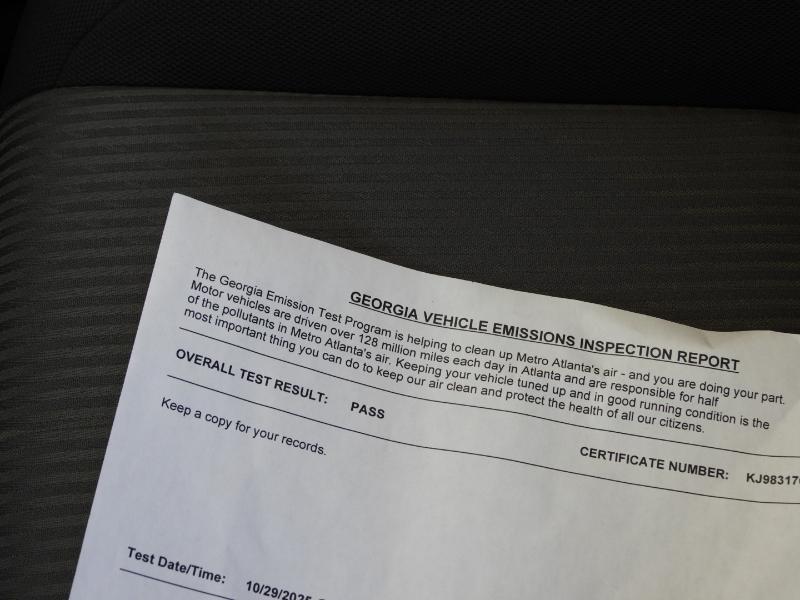 GEORGIA VEHICLE EMISSIONS INSPECTION REPORT
The Georgia Emission Test Program is helping to clean up Metro Atlanta's air - and you are doing your part.
Motor vehicles are driven over 128 million miles each day in Atlanta and are responsible for half
of the pollutants in Metro Atlanta's air. Keeping your vehicle tuned up and in good running condition is the
most important thing you can do to keep our air clean and protect the health of all our citizens.
OVERALL TEST RESULT: PASS
CERTIFICATE NUMBER: KJ98317
Keep a copy for your records.
Test Date/Time: 10/29/2025